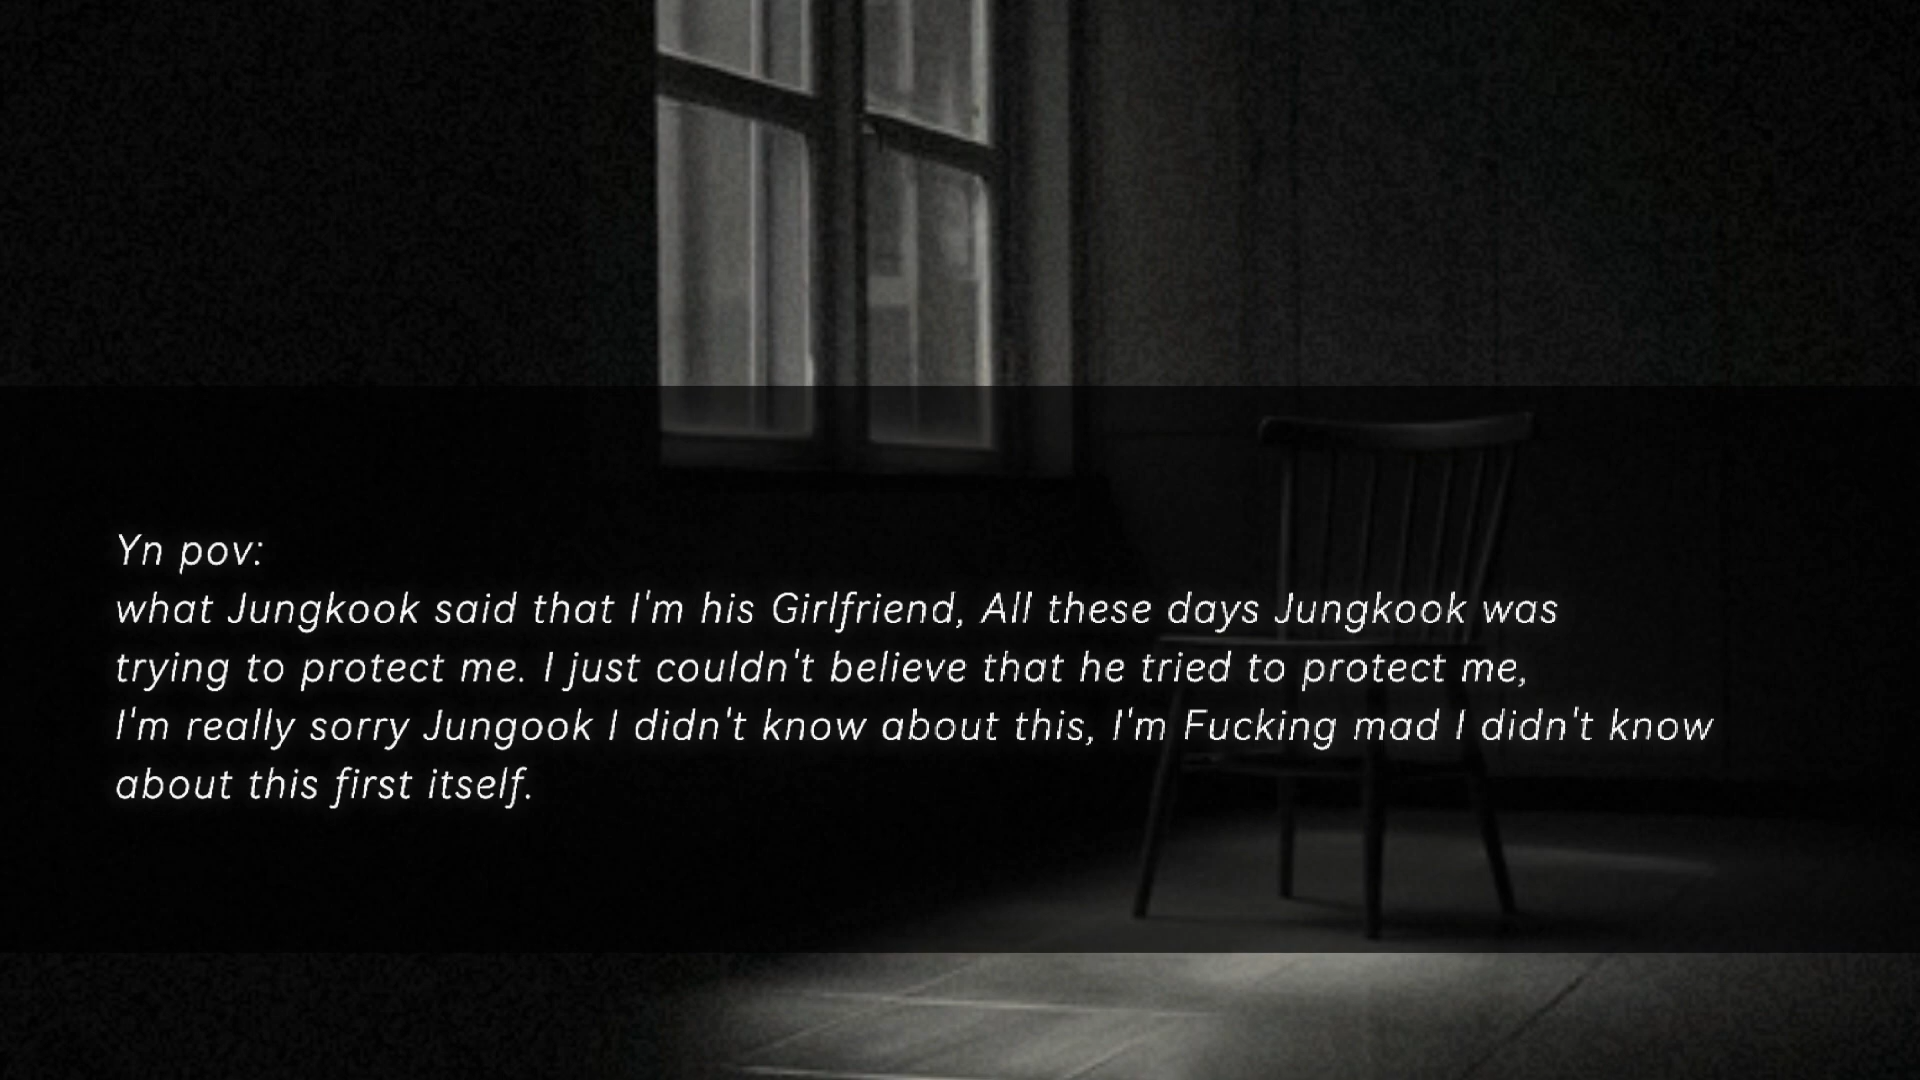 Yn pov:
what Jungkook said that I'm his Girlfriend, All these days Jungkook was
trying to protect me. I just couldn't believe that he tried to protect me,
I'm really sorry Jungook I didn't know about this, I'm Fucking mad I didn't know
about this first itself.